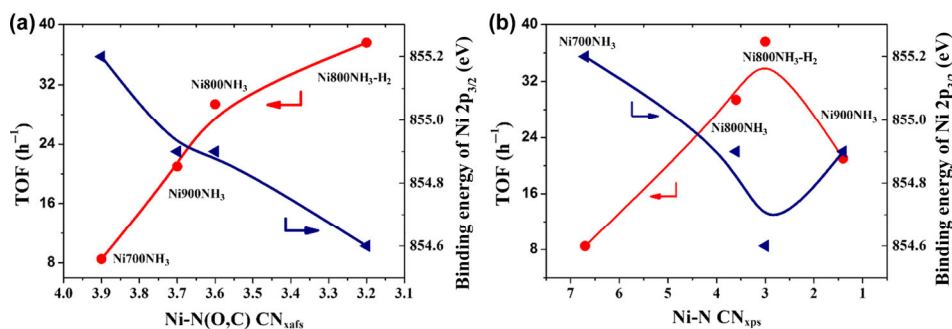 (a)
TOF (h⁻¹)
40
32
24
16
8
4.0 3.9 3.8 3.7 3.6 3.5 3.4 3.3 3.2 3.1
Ni-N(O,C) CNxafs
855.2
855.0
854.8
854.6
Binding energy of Ni 2p3/2 (eV)
Ni800NH3
Ni800NH3-H2
Ni900NH3
Ni700NH3
(b)
TOF (h⁻¹)
40
32
24
16
8
7 6 5 4 3 2 1
Ni-N CNxps
855.2
855.0
854.8
854.6
Binding energy of Ni 2p3/2 (eV)
Ni700NH3
Ni800NH3-H2
Ni900NH3
Ni800NH3